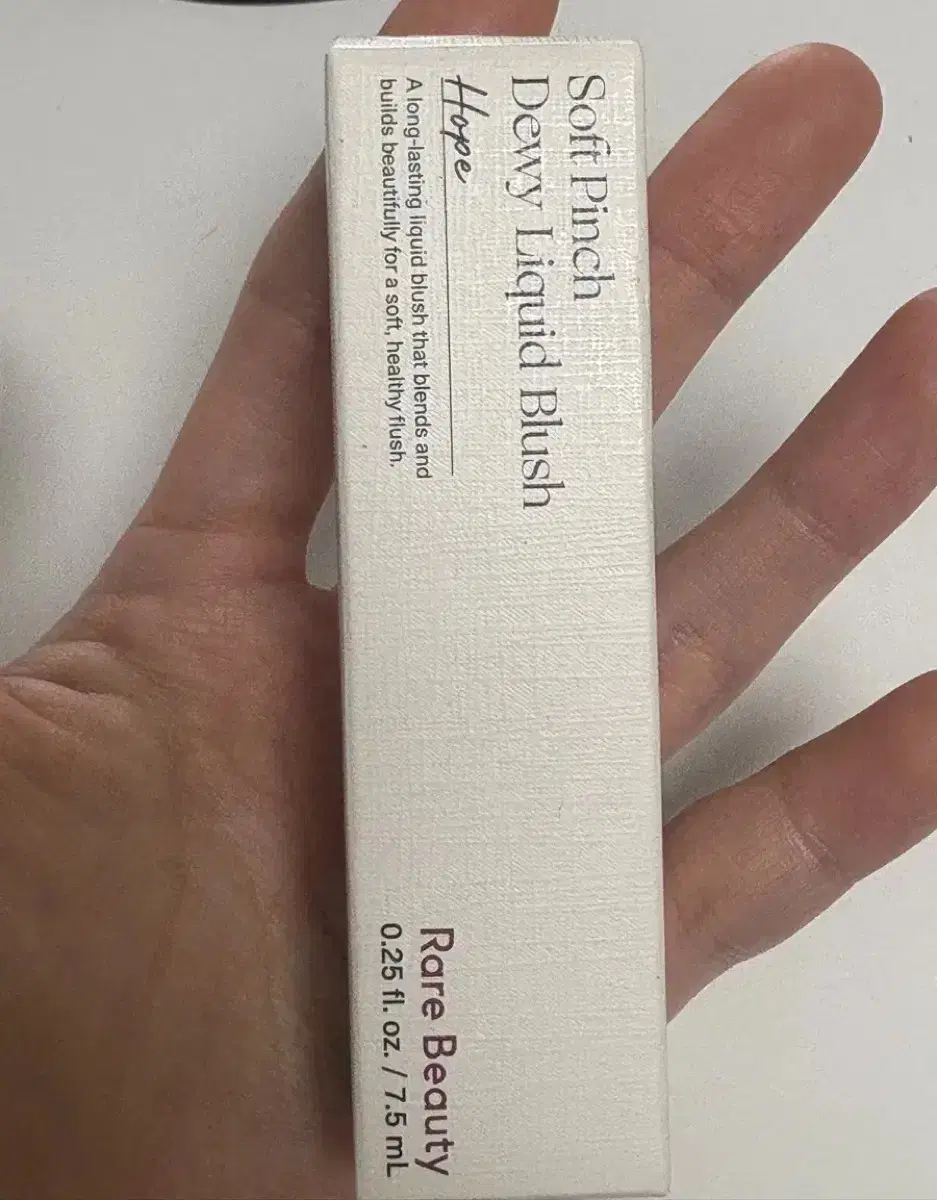 Soft Pinch
Dewy Liquid Blush
Hope
A long-lasting liquid blush that blends and
builds beautifully for a soft, healthy flush.
Rare Beauty
0.25 fl. oz. / 7.5 mL